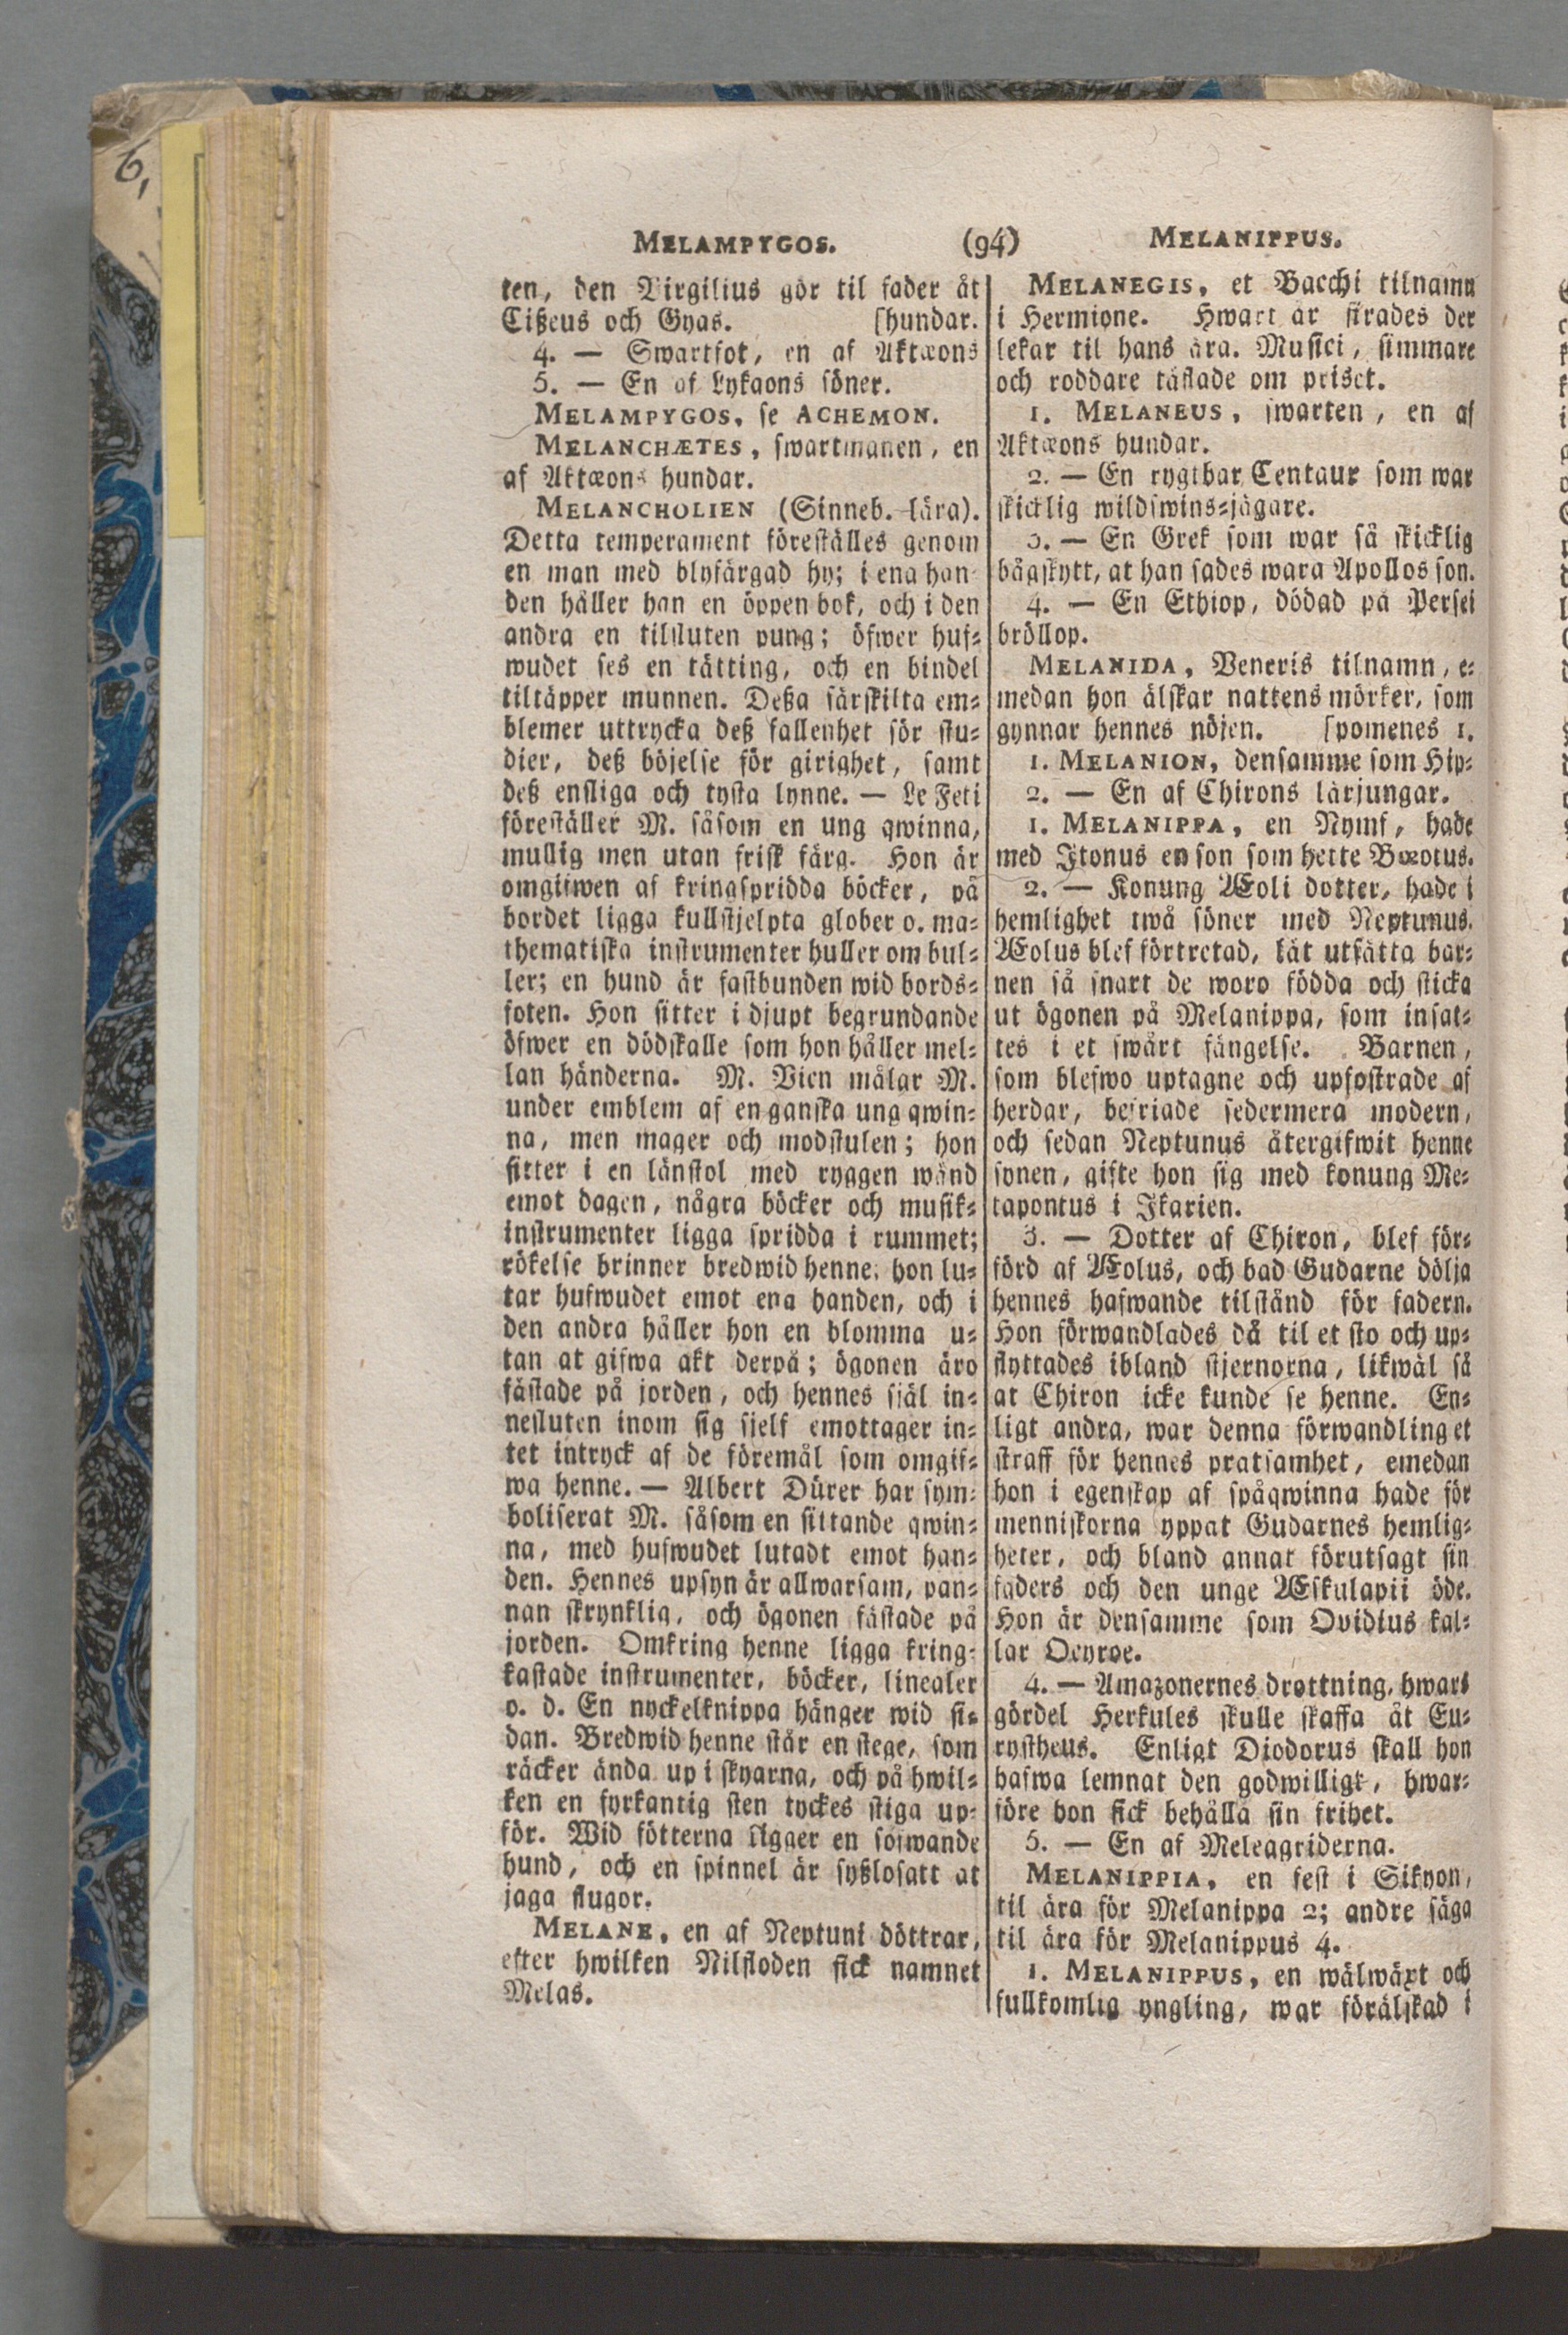 6,
MELAMPYGOS.
(94)
MELANIPPUS.
ten, den Virgilius gör til fader åt
Cißeus och Gyas. [hundar.
4. — Swartfot, en af Aktæons
5. — En af Lykaons söner.
MELAMPYGOS, se ACHEMON.
MELANCHÆTES, swartmanen, en
af Aktæons hundar.
MELANCHOLIEN (Sinneb. lära).
Detta temperament föreställes genom
en man med blyfärgad hy; i ena han-
den håller han en öppen bok, och i den
andra en tilsluten pung; öfwer huf-
wudet ses en tätting, och en bindel
tiltäpper munnen. Deßa särskilta em-
blemer uttrycka deß fallenhet för stu-
dier, deß böjelse för girighet, samt
deß ensliga och tysta lynne. — Le Feti
föreställer M. såsom en ung qwinna,
mullig men utan frisk färg. Hon är
omgifwen af kringspridda böcker, på
bordet ligga kullstjelpta glober o. ma-
thematiska instrumenter huller om bul-
ler; en hund är fastbunden wid bords-
foten. Hon sitter i djupt begrundande
öfwer en dödskalle som hon håller mel-
lan händerna. M. Vien målar M.
under emblem af en ganska ung qwin-
na, men mager och modstulen; hon
sitter i en länstol med ryggen wänd
emot dagen, några böcker och musik-
instrumenter ligga spridda i rummet;
rökelse brinner bredwid henne, hon lu-
tar hufwudet emot ena handen, och i
den andra håller hon en blomma u-
tan at gifwa akt derpå; ögonen äro
fästade på jorden, och hennes själ in-
nesluten inom sig sjelf emottager in-
tet intryck af de föremål som omgif-
wa henne. — Albert Dürer har sym-
boliserat M. såsom en sittande qwin-
na, med hufwudet lutadt emot han-
den. Hennes upsyn är allwarsam, pan-
nan skrynklig, och ögonen fästade på
jorden. Omkring henne ligga kring-
kastade instrumenter, böcker, linealer
o. d. En nyckelknippa hänger wid si-
dan. Bredwid henne står en stege, som
räcker ända up i skyarna, och på hwil-
ken en fyrkantig sten tyckes stiga up-
för. Wid fötterna ligger en sofwande
hund, och en spinnel är syßlosatt at
jaga flugor.
MELANE, en af Neptuni döttrar,
efter hwilken Nilfloden fick namnet
Melas.
MELANEGIS, et Bacchi tilnamn
i Hermione. Hwart år firades der
lekar til hans ära. Musici, simmare
och roddare täflade om priset.
1. MELANEUS, swarten, en af
Aktæons hundar.
2. — En rygtbar Centaur som war
skicklig wildswins-jägare.
3. — En Grek som war så skicklig
bågskytt, at han sades wara Apollos son.
4. — En Ethiop, dödad på Persei
bröllop.
MELANIDA, Veneris tilnamn, e-
medan hon älskar nattens mörker, som
gynnar hennes nöjen. [pomenes 1.
1. MELANION, densamme som Hip-
2. — En af Chirons lärjungar.
1. MELANIPPA, en Nymf, hade
med Itonus en son som hette Bœotus.
2. — Konung Æoli dotter, hade i
hemlighet twå söner med Neptunus.
Æolus blef förtretad, lät utsätta bar-
nen så snart de woro födda och sticka
ut ögonen på Melanippa, som insat-
tes i et swårt fängelse. Barnen,
som blefwo uptagne och upfostrade af
herdar, befriade sedermera modern,
och sedan Neptunus återgifwit henne
synen, gifte hon sig med konung Me-
tapontus i Ikarien.
3. — Dotter af Chiron, blef för-
förd af Æolus, och bad Gudarne dölja
hennes hafwande tilstånd för fadern.
Hon förwandlades då til et sto och up-
flyttades ibland stjernorna, likwäl så
at Chiron icke kunde se henne. En-
ligt andra, war denna förwandling et
straff för hennes pratsamhet, emedan
hon i egenskap af spåqwinna hade för
menniskorna yppat Gudarnes hemlig-
heter, och bland annat förutsagt sin
faders och den unge Æskulapii öde.
Hon är densamme som Ovidius kal-
lar Ocyroe.
4. — Amazonernes drottning, hwars
gördel Herkules skulle skaffa åt Eu-
rystheus. Enligt Diodorus skall hon
hafwa lemnat den godwilligt, hwar-
före hon fick behålla sin frihet.
5. — En af Meleagriderna.
MELANIPPIA, en fest i Sikyon,
til ära för Melanippa 2; andre säga
til ära för Melanippus 4.
1. MELANIPPUS, en wälwäxt och
fullkomlig yngling, war förälskad i